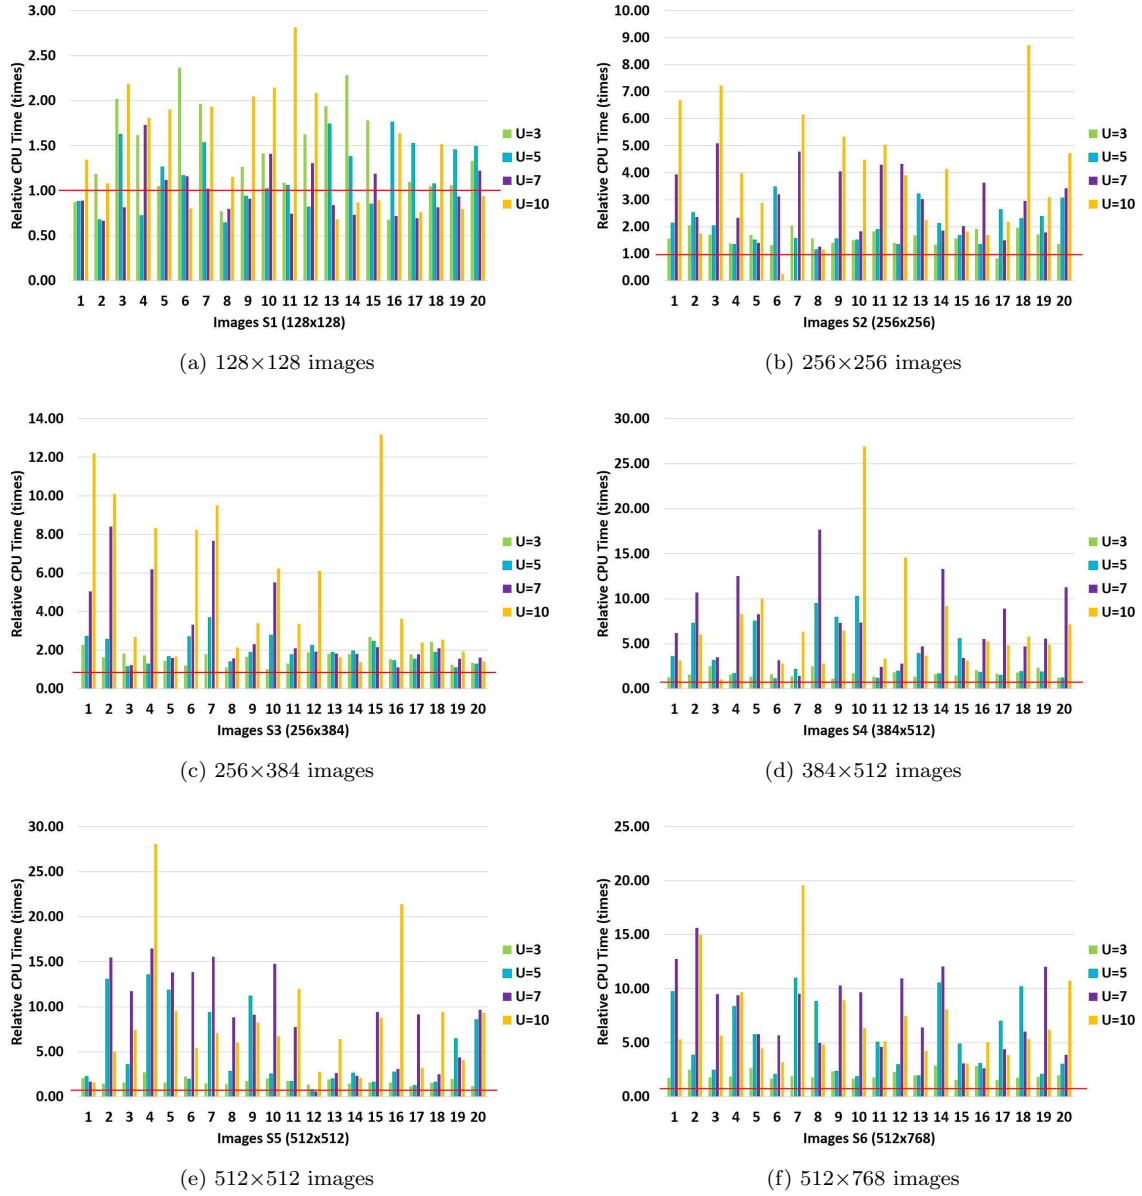 Relative CPU Time (times)
3.00
2.50
2.00
1.50
1.00
0.50
0.00
1 2 3 4 5 6 7 8 9 10 11 12 13 14 15 16 17 18 19 20
Images S1 (128x128)
U=3
U=5
U=7
U=10
(a) 128×128 images
Relative CPU Time (times)
10.00
9.00
8.00
7.00
6.00
5.00
4.00
3.00
2.00
1.00
0.00
1 2 3 4 5 6 7 8 9 10 11 12 13 14 15 16 17 18 19 20
Images S2 (256x256)
U=3
U=5
U=7
U=10
(b) 256×256 images
Relative CPU Time (times)
14.00
12.00
10.00
8.00
6.00
4.00
2.00
0.00
1 2 3 4 5 6 7 8 9 10 11 12 13 14 15 16 17 18 19 20
Images S3 (256x384)
U=3
U=5
U=7
U=10
(c) 256×384 images
Relative CPU Time (times)
30.00
25.00
20.00
15.00
10.00
5.00
0.00
1 2 3 4 5 6 7 8 9 10 11 12 13 14 15 16 17 18 19 20
Images S4 (384x512)
U=3
U=5
U=7
U=10
(d) 384×512 images
Relative CPU Time (times)
30.00
25.00
20.00
15.00
10.00
5.00
0.00
1 2 3 4 5 6 7 8 9 10 11 12 13 14 15 16 17 18 19 20
Images S5 (512x512)
U=3
U=5
U=7
U=10
(e) 512×512 images
Relative CPU Time (times)
25.00
20.00
15.00
10.00
5.00
0.00
1 2 3 4 5 6 7 8 9 10 11 12 13 14 15 16 17 18 19 20
Images S6 (512x768)
U=3
U=5
U=7
U=10
(f) 512×768 images